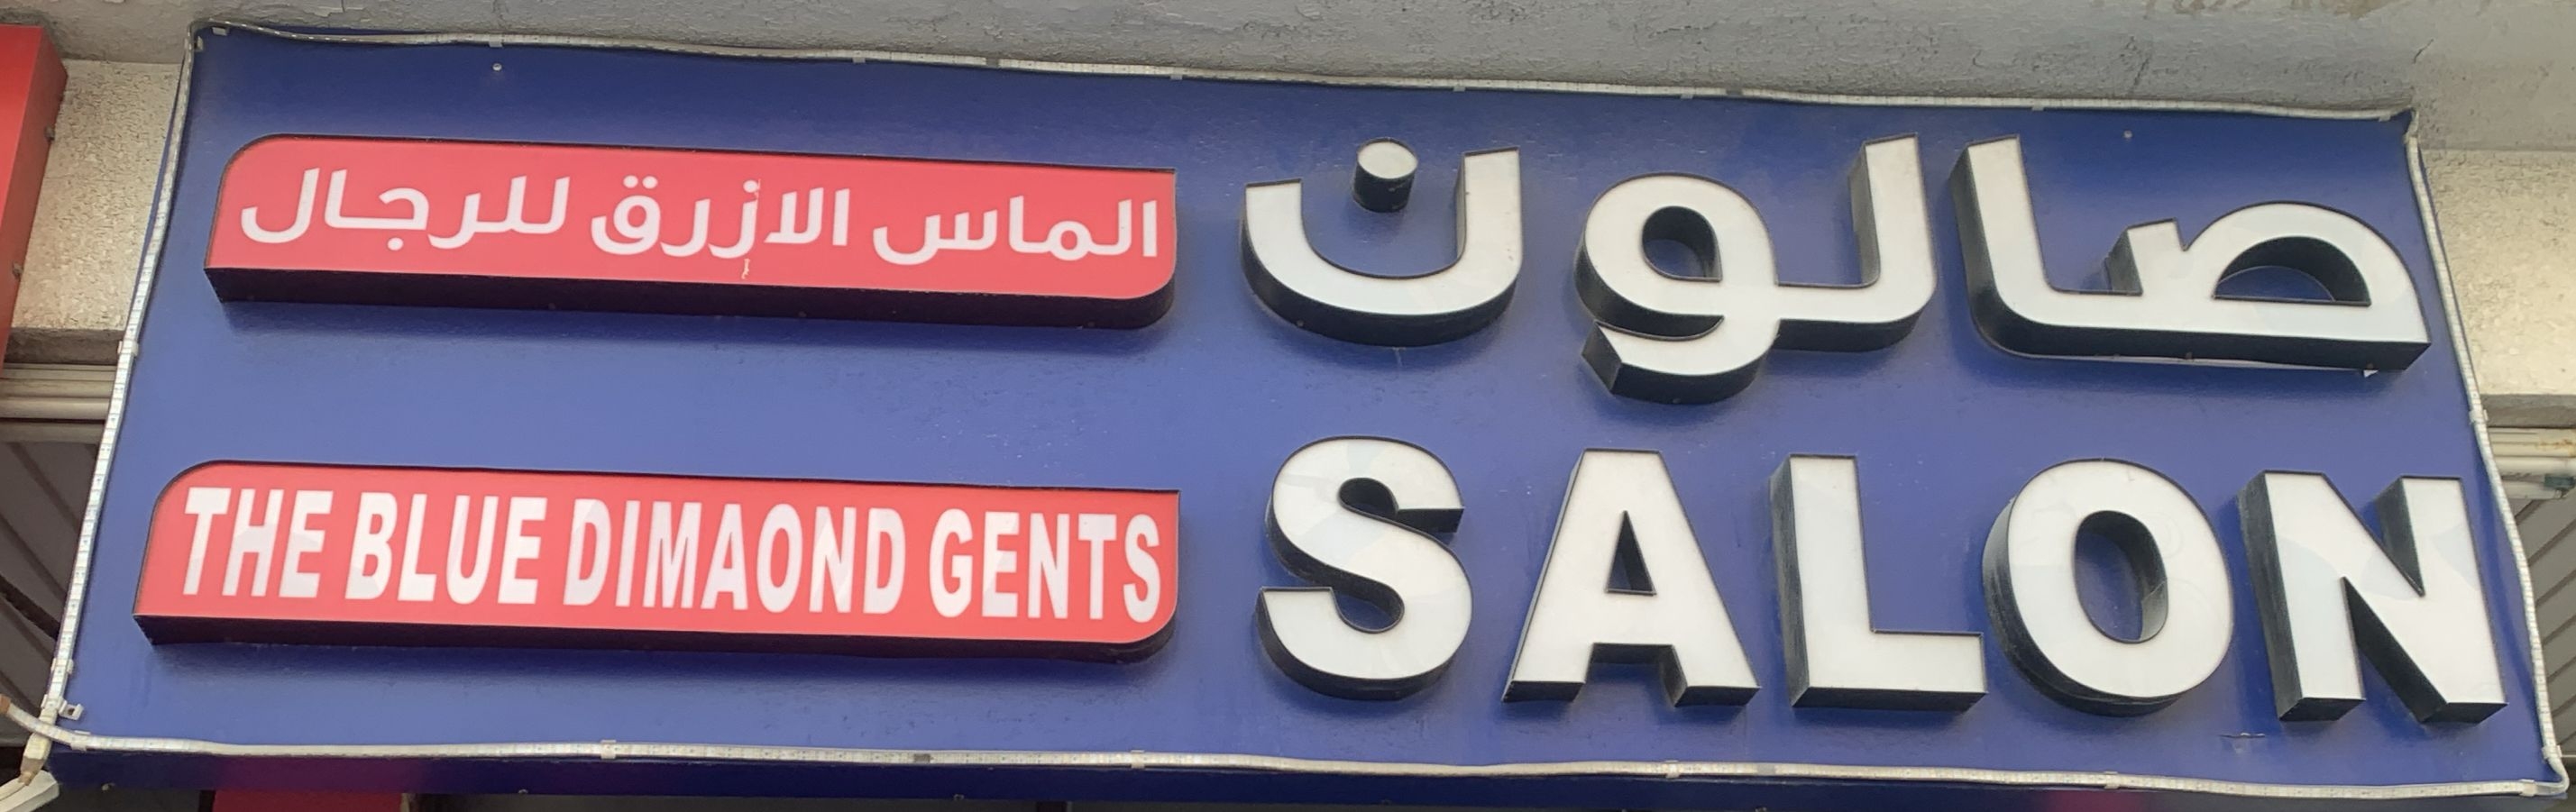 صالون الماس الازرق للرجال
THE BLUE DIMAOND GENTS SALON